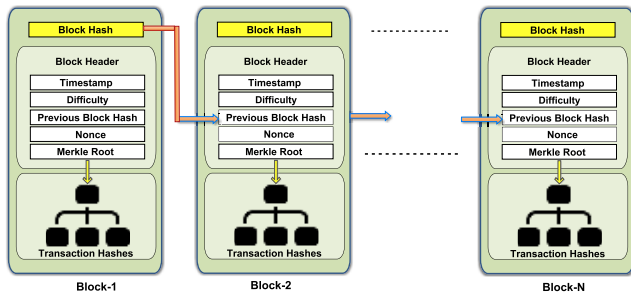 Block Hash
Block Header
Timestamp
Difficulty
Previous Block Hash
Nonce
Merkle Root
Transaction Hashes
Block-1
Block Hash
Block Header
Timestamp
Difficulty
Previous Block Hash
Nonce
Merkle Root
Transaction Hashes
Block-2
Block Hash
Block Header
Timestamp
Difficulty
Previous Block Hash
Nonce
Merkle Root
Transaction Hashes
Block-N